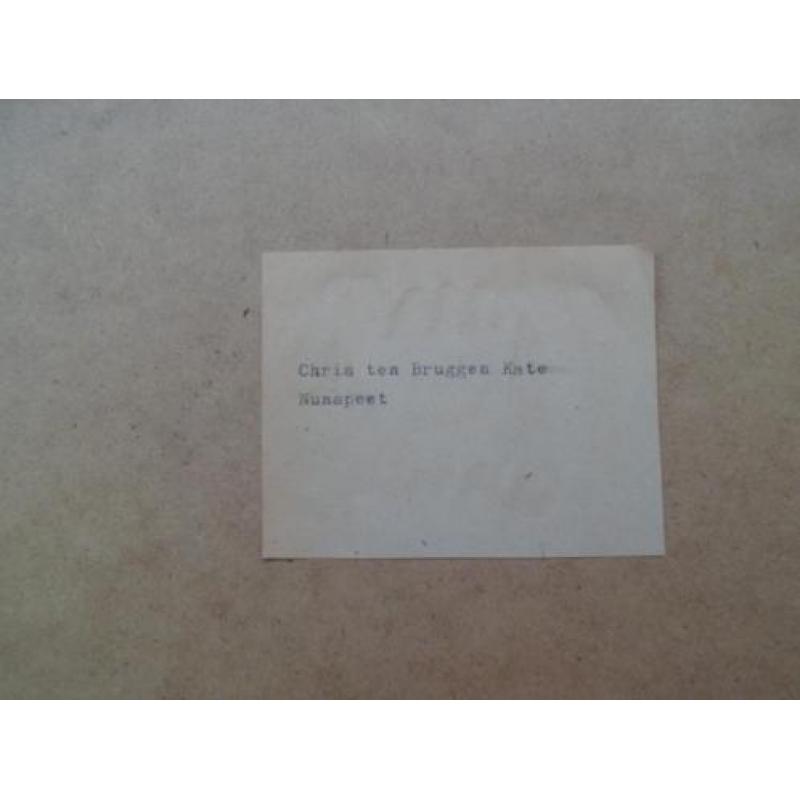 Chris ten Bruggen Kate
Nunspeet